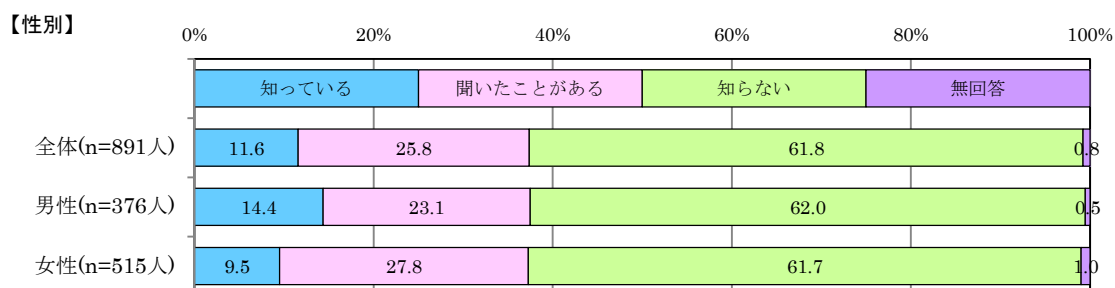 【性別】
0% 20% 40% 60% 80% 100%
知っている 聞いたことがある 知らない 無回答
全体(n=891人) 11.6 25.8 61.8 0.8
男性(n=376人) 14.4 23.1 62.0 0.5
女性(n=515人) 9.5 27.8 61.7 1.0